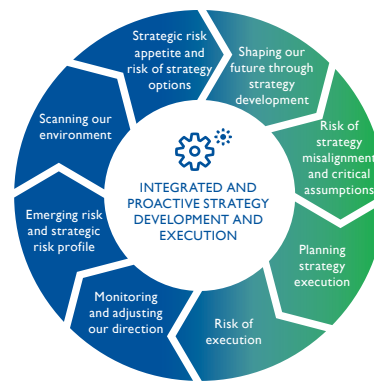 Strategic risk
appetite and
risk of strategy
options
Shaping our
future through
strategy
development
Risk of
strategy
misalignment
and critical
assumptions
Planning
strategy
execution
Risk of
execution
Monitoring
and adjusting
our direction
Emerging risk
and strategic
risk profile
Scanning our
environment
INTEGRATED AND
PROACTIVE STRATEGY
DEVELOPMENT AND
EXECUTION